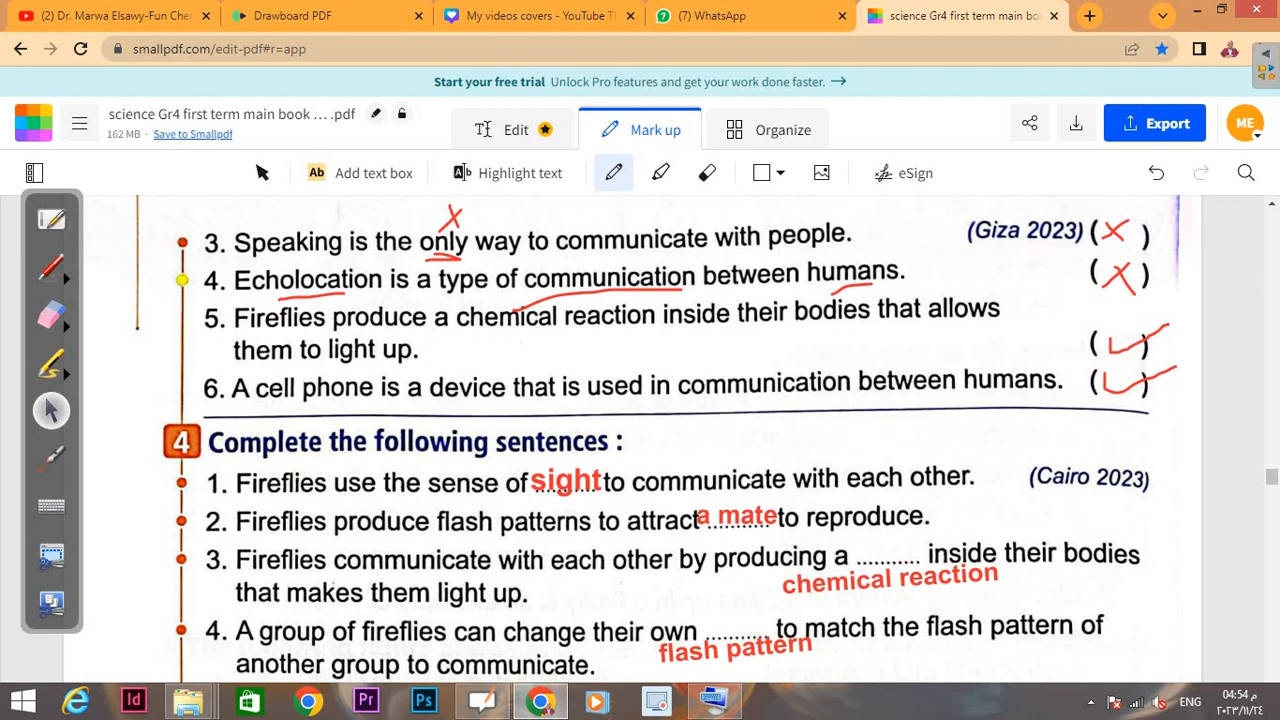 (2) Dr. Marwa Elsawy-Fun Che
Drawboard PDF
My videos covers - YouTube T
(7) WhatsApp
science Gr4 first term main boo
smallpdf.com/edit-pdf#r=app
Start your free trial Unlock Pro features and get your work done faster. →
science Gr4 first term main book ... .pdf
162 MB · Save to Smallpdf
Edit
Mark up
Organize
Export
ME
Ab Add text box
Highlight text
eSign
3. Speaking is the only way to communicate with people. (Giza 2023) ( X )
4. Echolocation is a type of communication between humans. ( X )
5. Fireflies produce a chemical reaction inside their bodies that allows
them to light up. ( ✓ )
6. A cell phone is a device that is used in communication between humans. ( ✓ )
4 Complete the following sentences :
1. Fireflies use the sense of sight to communicate with each other. (Cairo 2023)
2. Fireflies produce flash patterns to attract a mate to reproduce.
3. Fireflies communicate with each other by producing a ........... inside their bodies
chemical reaction
that makes them light up.
4. A group of fireflies can change their own ........... to match the flash pattern of
flash pattern
another group to communicate.
Id
Pr
Ps
ENG
04:54 م
٢٠٢٣/١١/٢٤